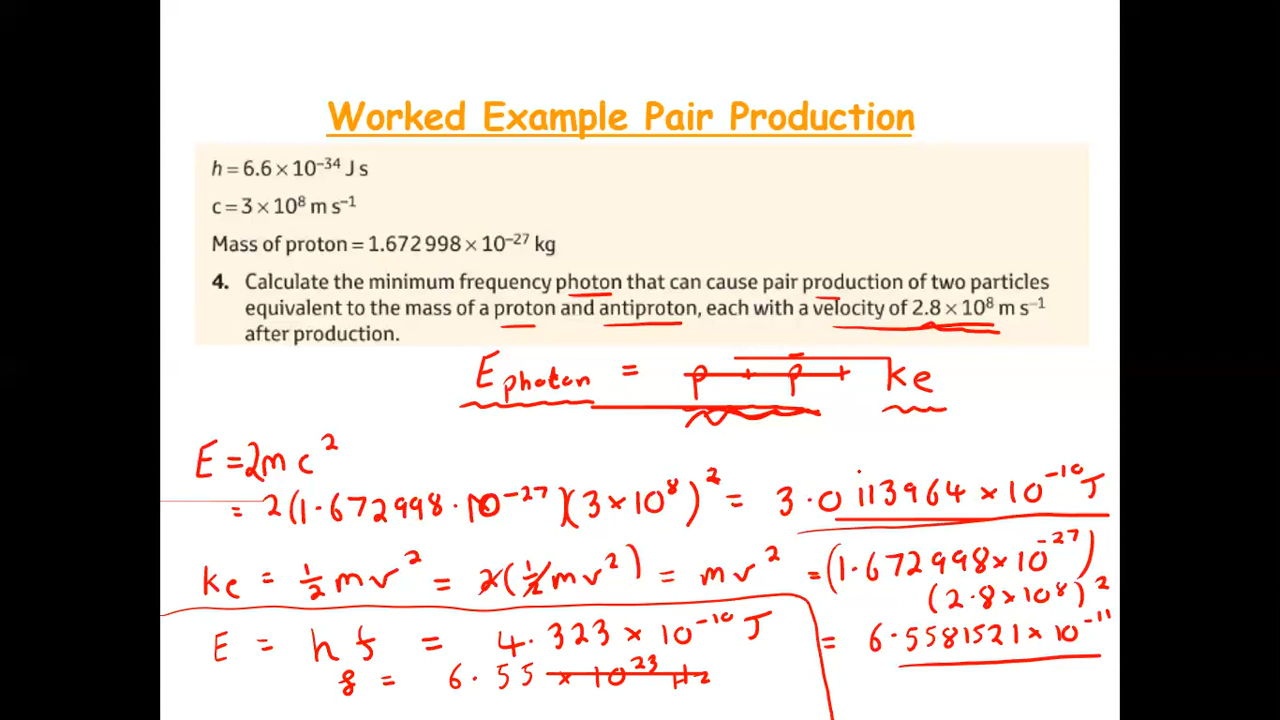 Worked Example Pair Production
h = 6.6 × 10⁻³⁴ J s
c = 3 × 10⁸ m s⁻¹
Mass of proton = 1.672 998 × 10⁻²⁷ kg
4. Calculate the minimum frequency photon that can cause pair production of two particles
equivalent to the mass of a proton and antiproton, each with a velocity of 2.8 × 10⁸ m s⁻¹
after production.
E photon = p + p̄ + ke
E = 2mc²
= 2(1.672998 · 10⁻²⁷)(3 × 10⁸)² = 3.0113964 × 10⁻¹⁰ J
ke = ½mv² = 2(½mv²) = mv² = (1.672998 × 10⁻²⁷)
(2.8 × 10⁸)²
E = hf = 4.323 × 10⁻¹⁰ J
= 6.5581521 × 10⁻¹¹
f = 6.55 × 10²³ Hz